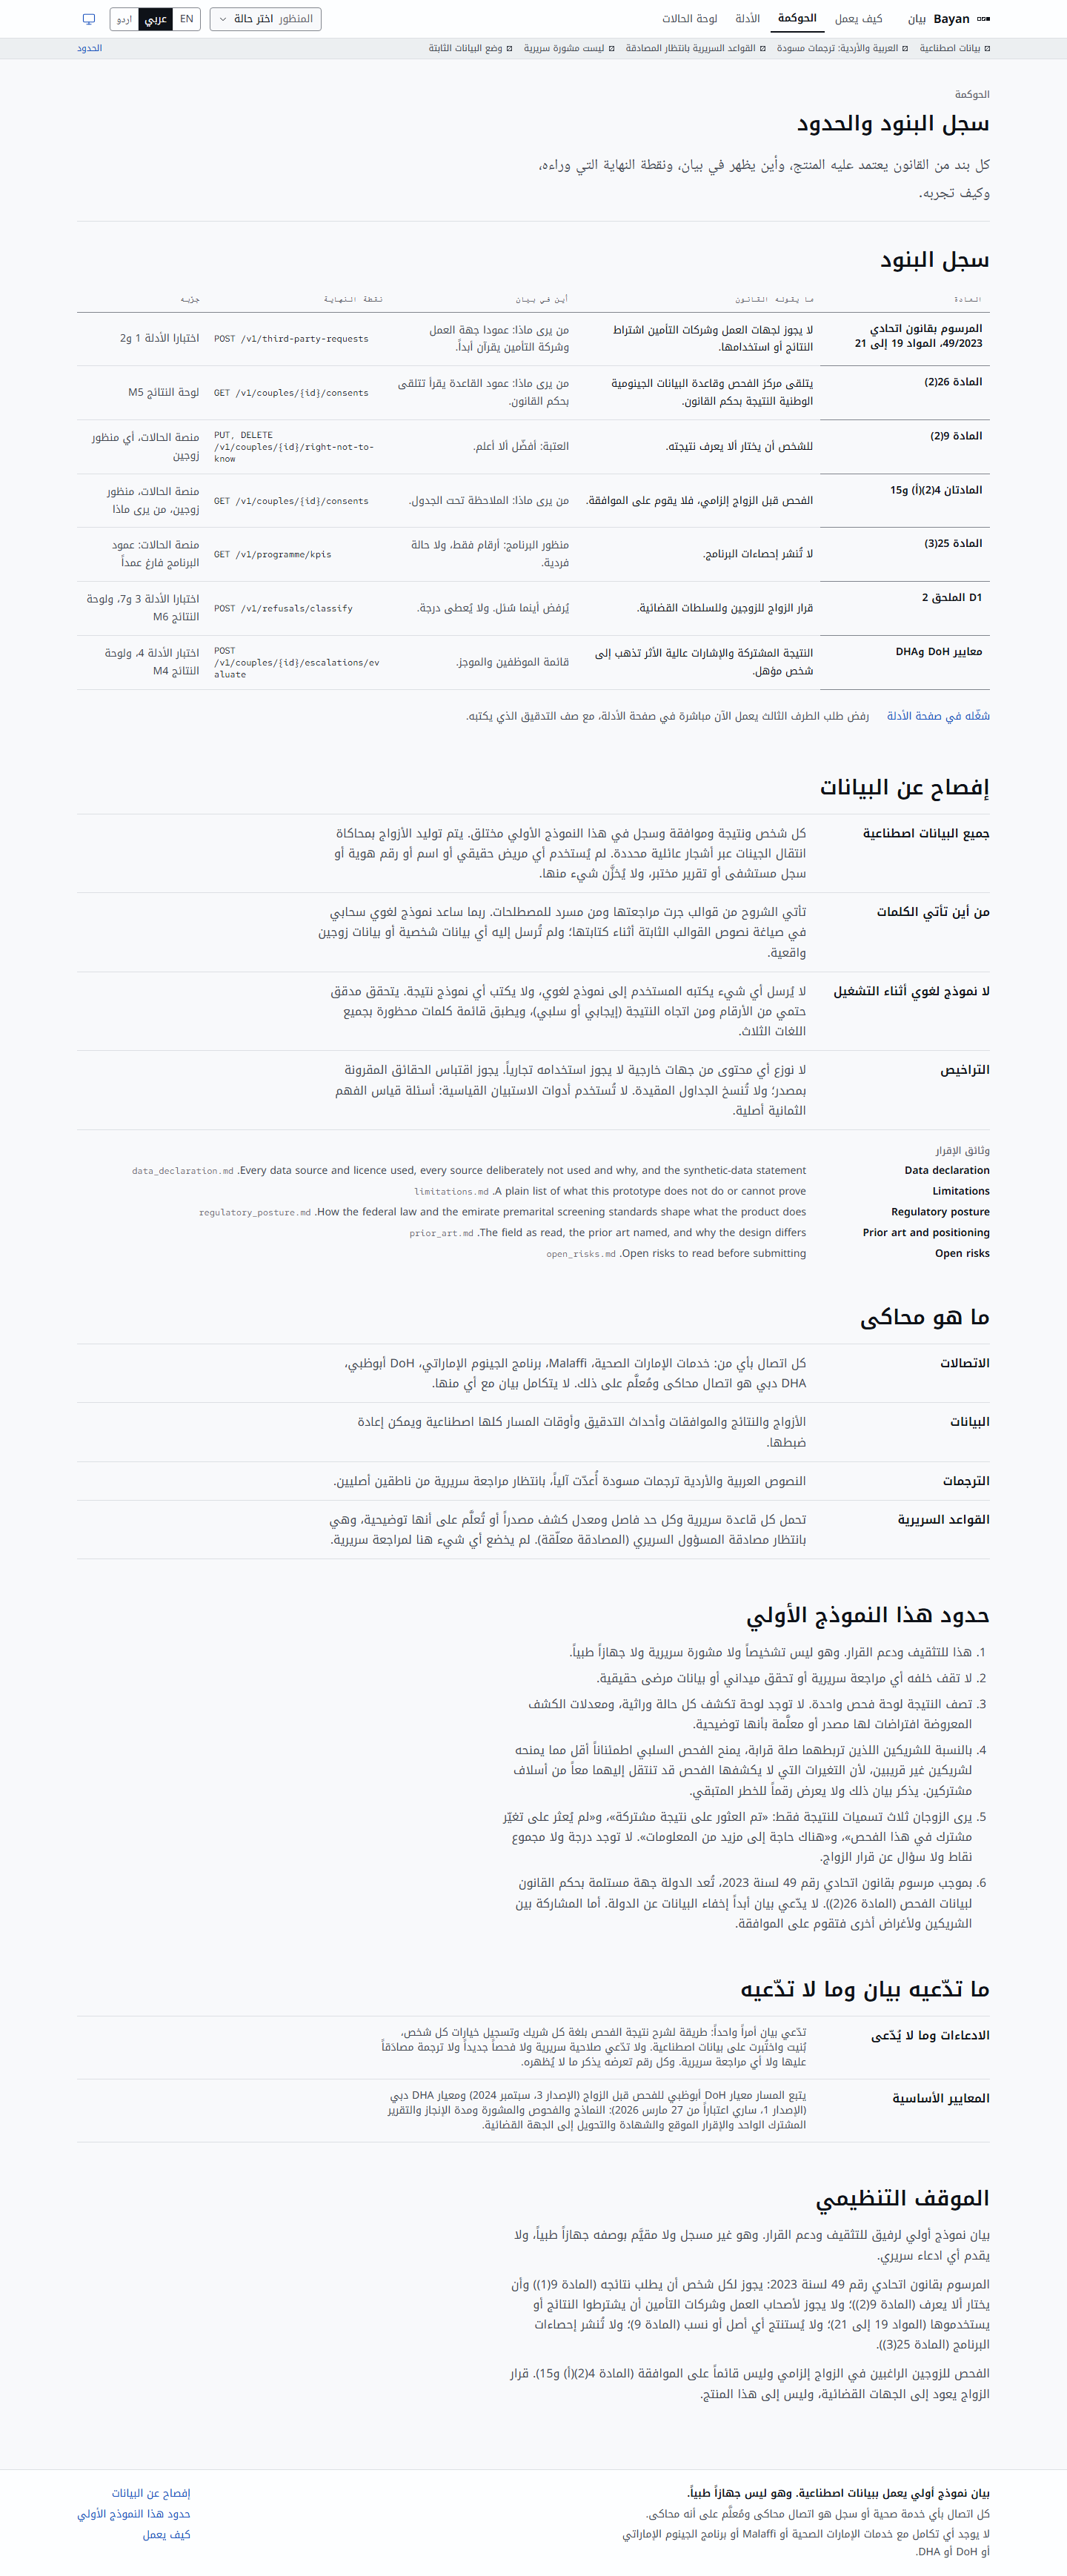 Bayan بيان
كيف يعمل
الحوكمة
الأدلة
لوحة الحالات
المنظور اختر حالة
EN
عربي
اردو
بيانات اصطناعية
العربية والأردية: ترجمات مسودة
القواعد السريرية بانتظار المصادقة
ليست مشورة سريرية
وضع البيانات الثابتة
الحدود
الحوكمة
سجل البنود والحدود
كل بند من القانون يعتمد عليه المنتج، وأين يظهر في بيان، ونقطة النهاية التي وراءه،
وكيف تجربه.
سجل البنود
المادة
ما يقوله القانون
أين في بيان
نقطة النهاية
جرّبه
المرسوم بقانون اتحادي
49/2023، المواد 19 إلى 21
لا يجوز لجهات العمل وشركات التأمين اشتراط
النتائج أو استخدامها.
من يرى ماذا: عمودا جهة العمل
وشركة التأمين يقرآن أبداً.
POST /v1/third-party-requests
اختبارا الأدلة 1 و2
المادة 26(2)
يتلقى مركز الفحص وقاعدة البيانات الجينومية
الوطنية النتيجة بحكم القانون.
من يرى ماذا: عمود القاعدة يقرأ تتلقى
بحكم القانون.
GET /v1/couples/{id}/consents
لوحة النتائج M5
المادة 9(2)
للشخص أن يختار ألا يعرف نتيجته.
العتبة: أفضّل ألا أعلم.
PUT, DELETE
/v1/couples/{id}/right-not-to-
know
منصة الحالات، أي منظور
زوجين
المادتان 4(2)(أ) و15
الفحص قبل الزواج إلزامي، فلا يقوم على الموافقة.
من يرى ماذا: الملاحظة تحت الجدول.
GET /v1/couples/{id}/consents
منصة الحالات، منظور
زوجين، من يرى ماذا
المادة 25(3)
لا تُنشر إحصاءات البرنامج.
منظور البرنامج: أرقام فقط، ولا حالة
فردية.
GET /v1/programme/kpis
منصة الحالات: عمود
البرنامج فارغ عمداً
D1 الملحق 2
قرار الزواج للزوجين وللسلطات القضائية.
يُرفض أينما سُئل. ولا يُعطى درجة.
POST /v1/refusals/classify
اختبارا الأدلة 3 و7، ولوحة
النتائج M6
معايير DoH وDHA
النتيجة المشتركة والإشارات عالية الأثر تذهب إلى
شخص مؤهل.
قائمة الموظفين والموجز.
POST
/v1/couples/{id}/escalations/ev
aluate
اختبار الأدلة 4، ولوحة
النتائج M4
شغّله في صفحة الأدلة
رفض طلب الطرف الثالث يعمل الآن مباشرة في صفحة الأدلة، مع صف التدقيق الذي يكتبه.
إفصاح عن البيانات
جميع البيانات اصطناعية
كل شخص ونتيجة وموافقة وسجل في هذا النموذج الأولي مختلق. يتم توليد الأزواج بمحاكاة
انتقال الجينات عبر أشجار عائلية محددة. لم يُستخدم أي مريض حقيقي أو اسم أو رقم هوية أو
سجل مستشفى أو تقرير مختبر، ولا يُخزَّن شيء منها.
من أين تأتي الكلمات
تأتي الشروح من قوالب جرت مراجعتها ومن مسرد للمصطلحات. ربما ساعد نموذج لغوي سحابي
في صياغة نصوص القوالب الثابتة أثناء كتابتها؛ ولم تُرسل إليه أي بيانات شخصية أو بيانات زوجين
واقعية.
لا نموذج لغوي أثناء التشغيل
لا يُرسل أي شيء يكتبه المستخدم إلى نموذج لغوي، ولا يكتب أي نموذج نتيجة. يتحقق مدقق
حتمي من الأرقام ومن اتجاه النتيجة (إيجابي أو سلبي)، ويطبق قائمة كلمات محظورة بجميع
اللغات الثلاث.
التراخيص
لا نوزع أي محتوى من جهات خارجية لا يجوز استخدامه تجارياً. يجوز اقتباس الحقائق المقرونة
بمصدر؛ ولا تُنسخ الجداول المقيدة. لا تُستخدم أدوات الاستبيان القياسية: أسئلة قياس الفهم
الثمانية أصلية.
وثائق الإقرار
Data declaration
Every data source and licence used, every source deliberately not used and why, and the synthetic-data statement. data_declaration.md
Limitations
A plain list of what this prototype does not do or cannot prove. limitations.md
Regulatory posture
How the federal law and the emirate premarital screening standards shape what the product does. regulatory_posture.md
Prior art and positioning
The field as read, the prior art named, and why the design differs. prior_art.md
Open risks
Open risks to read before submitting. open_risks.md
ما هو محاكى
الاتصالات
كل اتصال بأي من: خدمات الإمارات الصحية، Malaffi، برنامج الجينوم الإماراتي، DoH أبوظبي،
DHA دبي هو اتصال محاكى ومُعلَّم على ذلك. لا يتكامل بيان مع أي منها.
البيانات
الأزواج والنتائج والموافقات وأحداث التدقيق وأوقات المسار كلها اصطناعية ويمكن إعادة
ضبطها.
الترجمات
النصوص العربية والأردية ترجمات مسودة أُعدّت آلياً، بانتظار مراجعة سريرية من ناطقين أصليين.
القواعد السريرية
تحمل كل قاعدة سريرية وكل حد فاصل ومعدل كشف مصدراً أو تُعلَّم على أنها توضيحية، وهي
بانتظار مصادقة المسؤول السريري (المصادقة معلّقة). لم يخضع أي شيء هنا لمراجعة سريرية.
حدود هذا النموذج الأولي
1. هذا للتثقيف ودعم القرار. وهو ليس تشخيصاً ولا مشورة سريرية ولا جهازاً طبياً.
2. لا تقف خلفه أي مراجعة سريرية أو تحقق ميداني أو بيانات مرضى حقيقية.
3. تصف النتيجة لوحة فحص واحدة. لا توجد لوحة تكشف كل حالة وراثية، ومعدلات الكشف
المعروضة افتراضات لها مصدر أو معلَّمة بأنها توضيحية.
4. بالنسبة للشريكين اللذين تربطهما صلة قرابة، يمنح الفحص السلبي اطمئناناً أقل مما يمنحه
لشريكين غير قريبين، لأن التغيرات التي لا يكشفها الفحص قد تنتقل إليهما معاً من أسلاف
مشتركين. يذكر بيان ذلك ولا يعرض رقماً للخطر المتبقي.
5. يرى الزوجان ثلاث تسميات للنتيجة فقط: «تم العثور على نتيجة مشتركة»، و«لم يُعثر على تغيّر
مشترك في هذا الفحص»، و«هناك حاجة إلى مزيد من المعلومات». لا توجد درجة ولا مجموع
نقاط ولا سؤال عن قرار الزواج.
6. بموجب مرسوم بقانون اتحادي رقم 49 لسنة 2023، تُعد الدولة جهة مستلمة بحكم القانون
لبيانات الفحص (المادة 26(2)). لا يدّعي بيان أبداً إخفاء البيانات عن الدولة. أما المشاركة بين
الشريكين ولأغراض أخرى فتقوم على الموافقة.
ما تدّعيه بيان وما لا تدّعيه
الادعاءات وما لا يُدّعى
تدّعي بيان أمراً واحداً: طريقة لشرح نتيجة الفحص بلغة كل شريك وتسجيل خيارات كل شخص،
بُنيت واختُبرت على بيانات اصطناعية. ولا تدّعي صلاحية سريرية ولا فحصاً جديداً ولا ترجمة مصادَقاً
عليها ولا أي مراجعة سريرية. وكل رقم تعرضه يذكر ما لا يُظهره.
المعايير الأساسية
يتبع المسار معيار DoH أبوظبي للفحص قبل الزواج (الإصدار 3، سبتمبر 2024) ومعيار DHA دبي
(الإصدار 1، ساري اعتباراً من 27 مارس 2026): النماذج والفحوص والمشورة ومدة الإنجاز والتقرير
المشترك الواحد والإقرار الموقع والشهادة والتحويل إلى الجهة القضائية.
الموقف التنظيمي
بيان نموذج أولي لرفيق للتثقيف ودعم القرار. وهو غير مسجل ولا مقيَّم بوصفه جهازاً طبياً، ولا
يقدم أي ادعاء سريري.
المرسوم بقانون اتحادي رقم 49 لسنة 2023: يجوز لكل شخص أن يطلب نتائجه (المادة 9(1)) وأن
يختار ألا يعرف (المادة 9(2))؛ ولا يجوز لأصحاب العمل وشركات التأمين أن يشترطوا النتائج أو
يستخدموها (المواد 19 إلى 21)؛ ولا يُستنتج أي أصل أو نسب (المادة 9)؛ ولا تُنشر إحصاءات
البرنامج (المادة 25(3)).
الفحص للزوجين الراغبين في الزواج إلزامي وليس قائماً على الموافقة (المادة 4(2)(أ) و15). قرار
الزواج يعود إلى الجهات القضائية، وليس إلى هذا المنتج.
بيان نموذج أولي يعمل ببيانات اصطناعية. وهو ليس جهازاً طبياً.
كل اتصال بأي خدمة صحية أو سجل هو اتصال محاكى ومُعلَّم على أنه محاكى.
لا يوجد أي تكامل مع خدمات الإمارات الصحية أو Malaffi أو برنامج الجينوم الإماراتي
أو DoH أو DHA.
إفصاح عن البيانات
حدود هذا النموذج الأولي
كيف يعمل